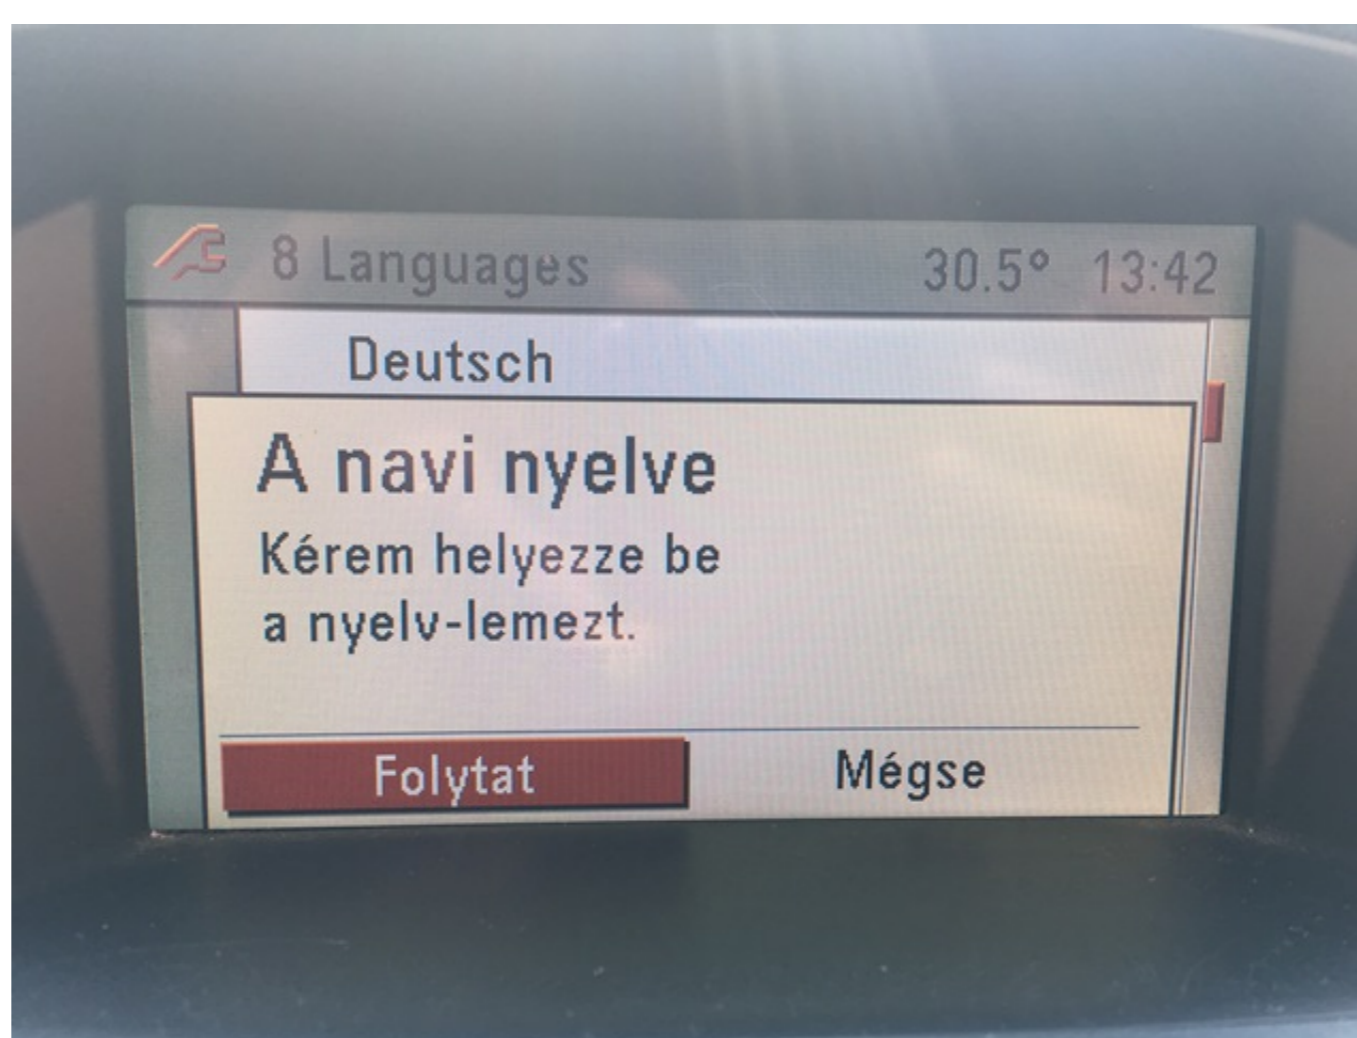 8 Languages 30.5° 13:42
Deutsch
A navi nyelve
Kérem helyezze be
a nyelv-lemezt.
Folytat Mégse